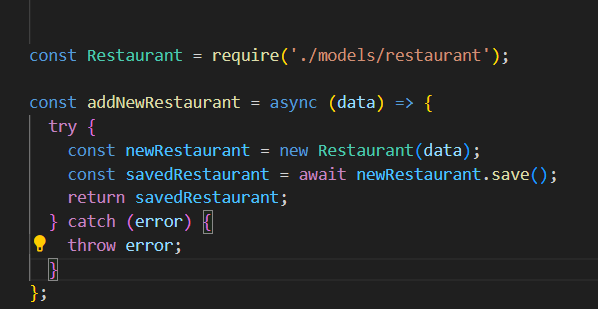 const Restaurant = require('./models/restaurant');
const addNewRestaurant = async (data) => {
try {
const newRestaurant = new Restaurant(data);
const savedRestaurant = await newRestaurant.save();
return savedRestaurant;
} catch (error) {
throw error;
}
};